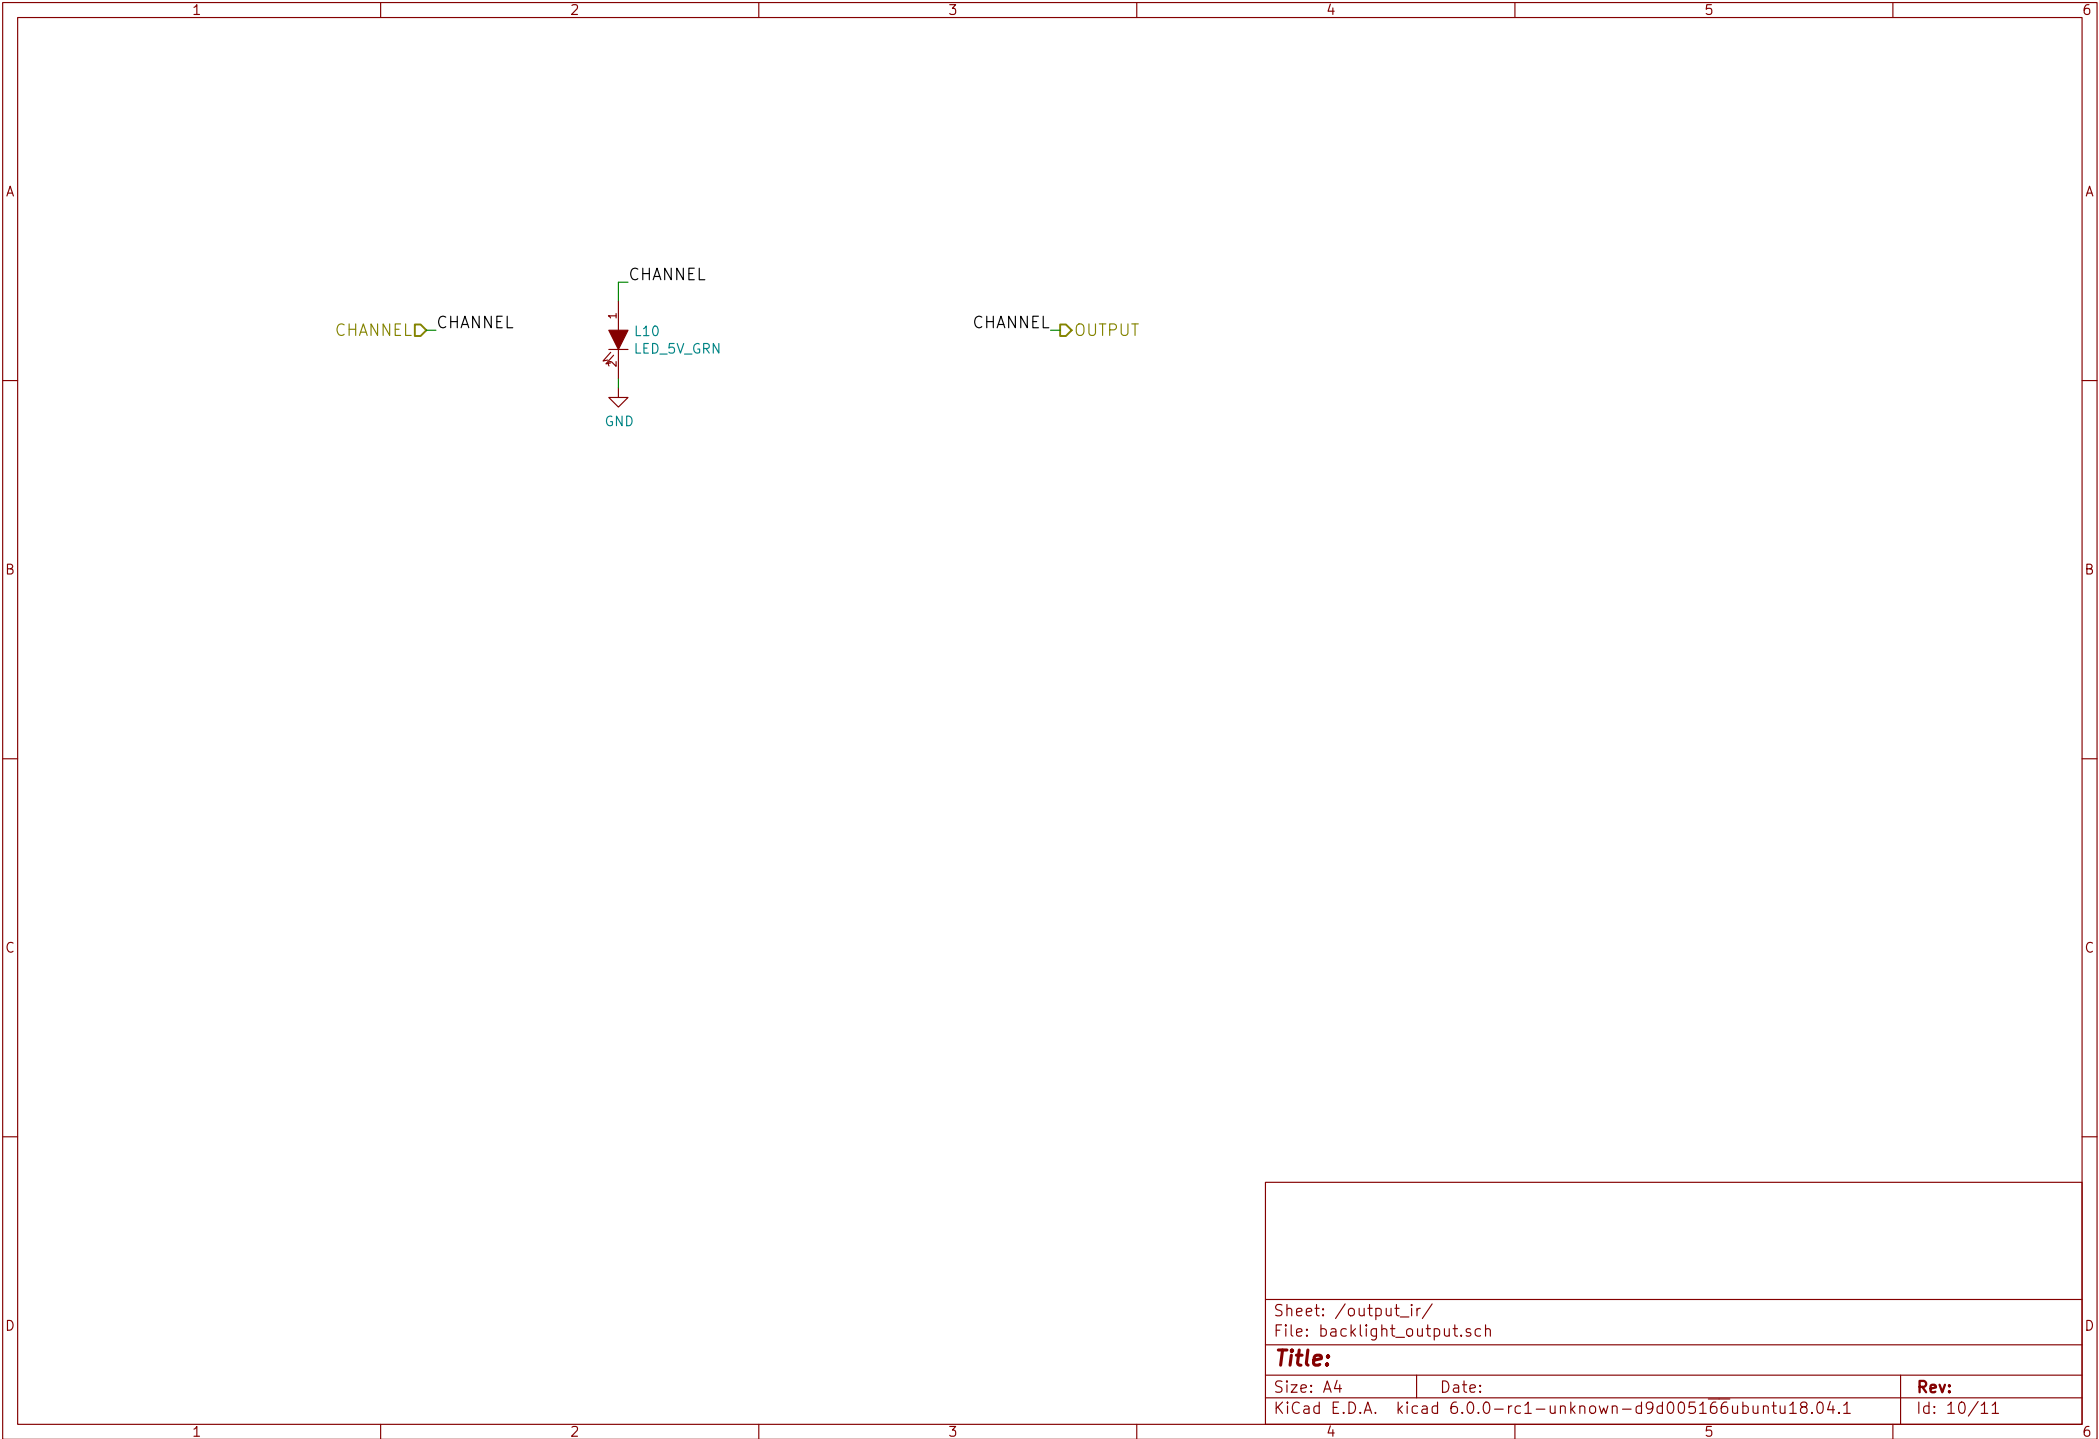 1 2 3 4 5 6
A A
CHANNEL
CHANNEL CHANNEL
1
L10
LED_5V_GRN
2
GND
CHANNEL OUTPUT
B B
C C
D D
Sheet: /output_ir/
File: backlight_output.sch
Title:
Size: A4 Date: Rev:
KiCad E.D.A. kicad 6.0.0-rc1-unknown-d9d005166ubuntu18.04.1 Id: 10/11
1 2 3 4 5 6